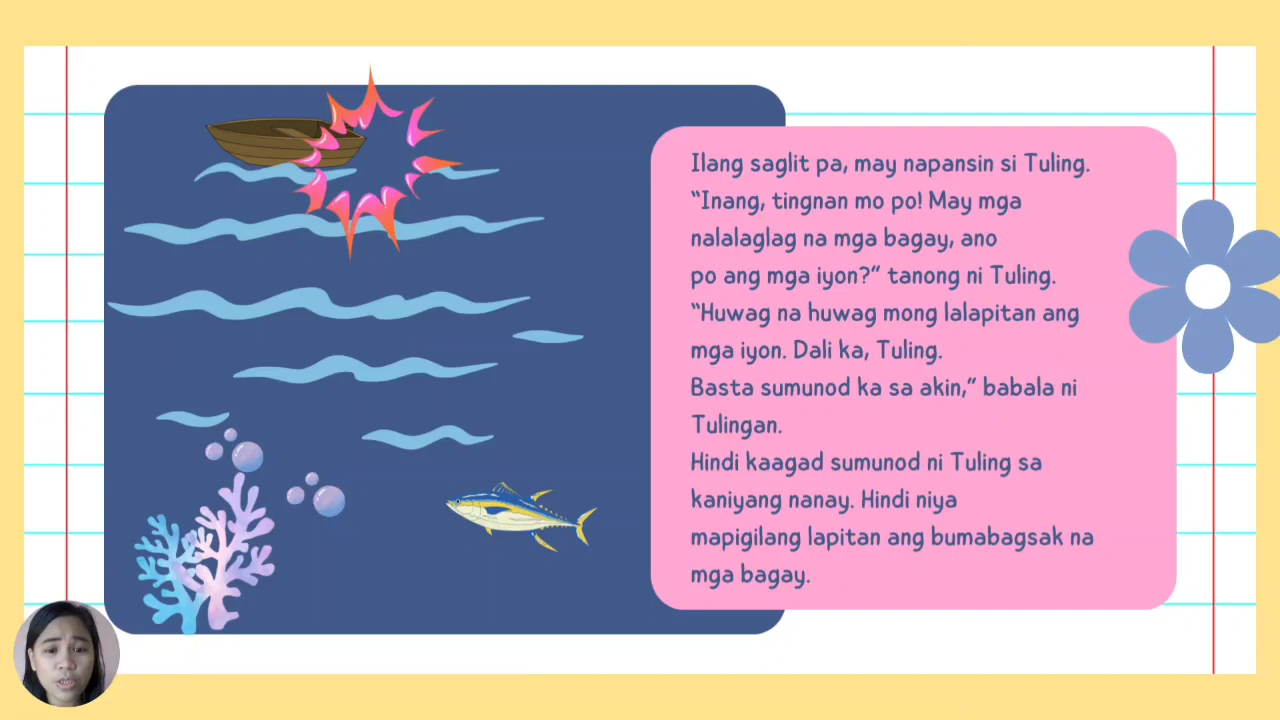 Ilang saglit pa, may napansin si Tuling.
“Inang, tingnan mo po! May mga
nalalaglag na mga bagay, ano
po ang mga iyon?” tanong ni Tuling.
“Huwag na huwag mong lalapitan ang
mga iyon. Dali ka, Tuling.
Basta sumunod ka sa akin,” babala ni
Tulingan.
Hindi kaagad sumunod ni Tuling sa
kaniyang nanay. Hindi niya
mapigilang lapitan ang bumabagsak na
mga bagay.